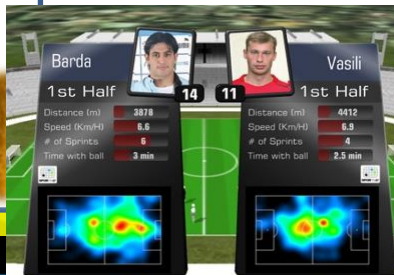 Barda
14
1st Half
Distance (m) 3878
Speed (Km/H) 6.6
# of Sprints 6
Time with ball 3 min
Vasili
11
1st Half
Distance (m) 4412
Speed (Km/H) 6.9
# of Sprints 4
Time with ball 2.5 min